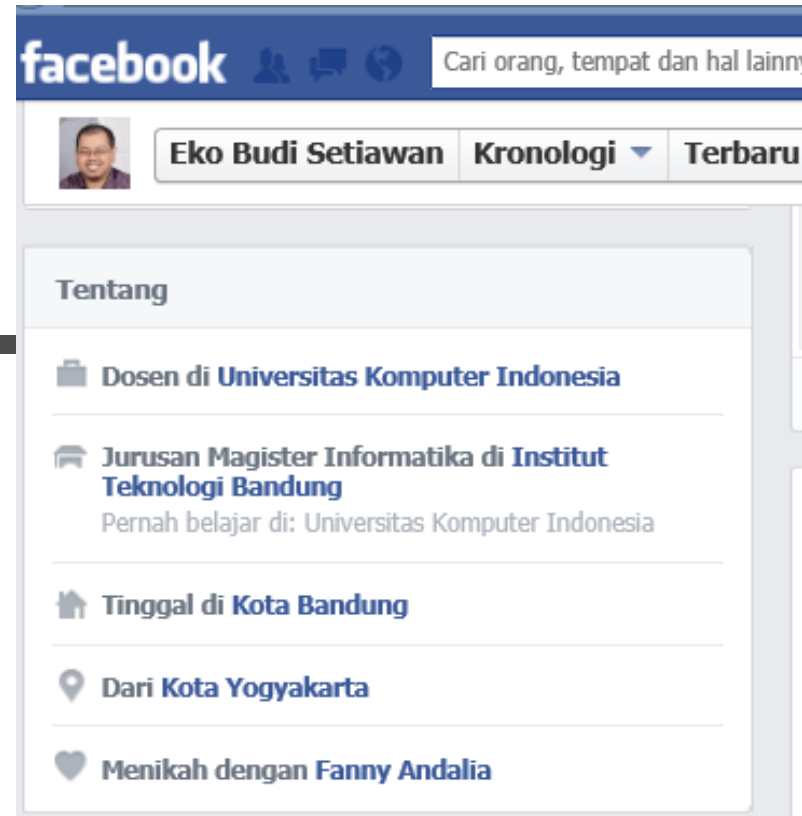 facebook
Cari orang, tempat dan hal
Eko Budi Setiawan
Kronologi
Terbaru
Tentang
Dosen di Universitas Komputer Indonesia
Jurusan Magister Informatika di Institut
Teknologi Bandung
Pernah belajar di: Universitas Komputer Indonesia
Tinggal di Kota Bandung
Dari Kota Yogyakarta
Menikah dengan Fanny Andalia